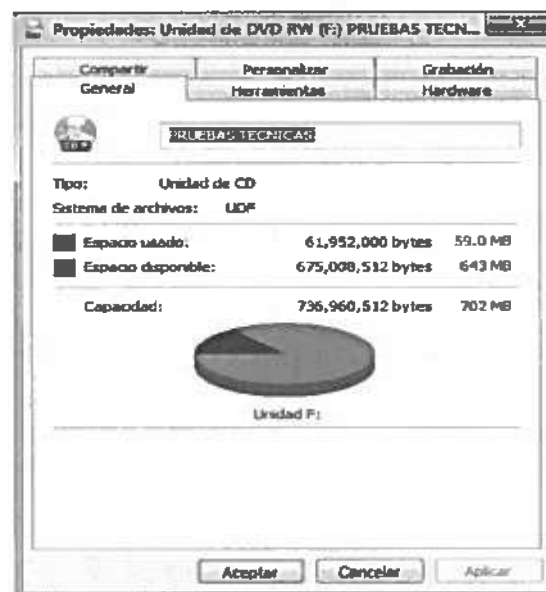 Propiedades: Unidad de DVD RW (F:) PRUEBAS TECN...
Compartir Personalizar Grabación
General Herramientas Hardware
PRUEBAS TECNICAS
Tipo: Unidad de CD
Sistema de archivos: UDF
Espacio usado: 61,952,000 bytes 59.0 MB
Espacio disponible: 675,008,512 bytes 643 MB
Capacidad: 736,960,512 bytes 702 MB
Unidad F:
Aceptar Cancelar Aplicar